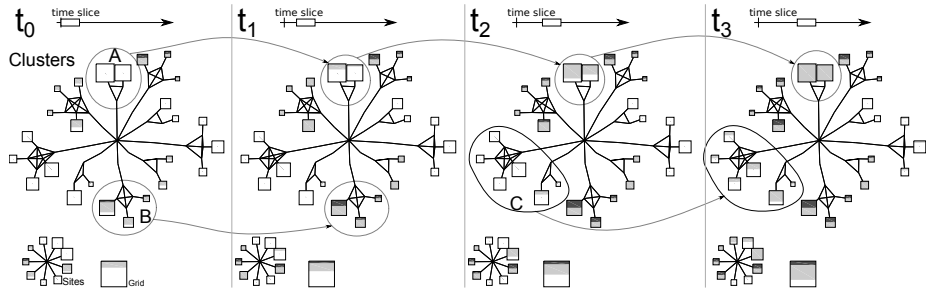 t0 time slice
t1 time slice
t2 time slice
t3 time slice
Clusters
A
B
C
Sites
Grid